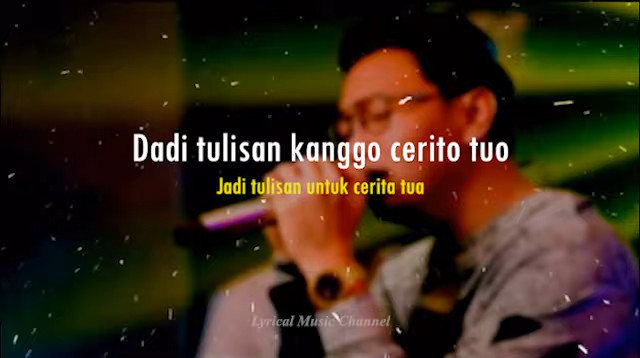 Dadi tulisan kanggo cerito tuo
Jadi tulisan untuk cerita tua
Lyrical Music Channel